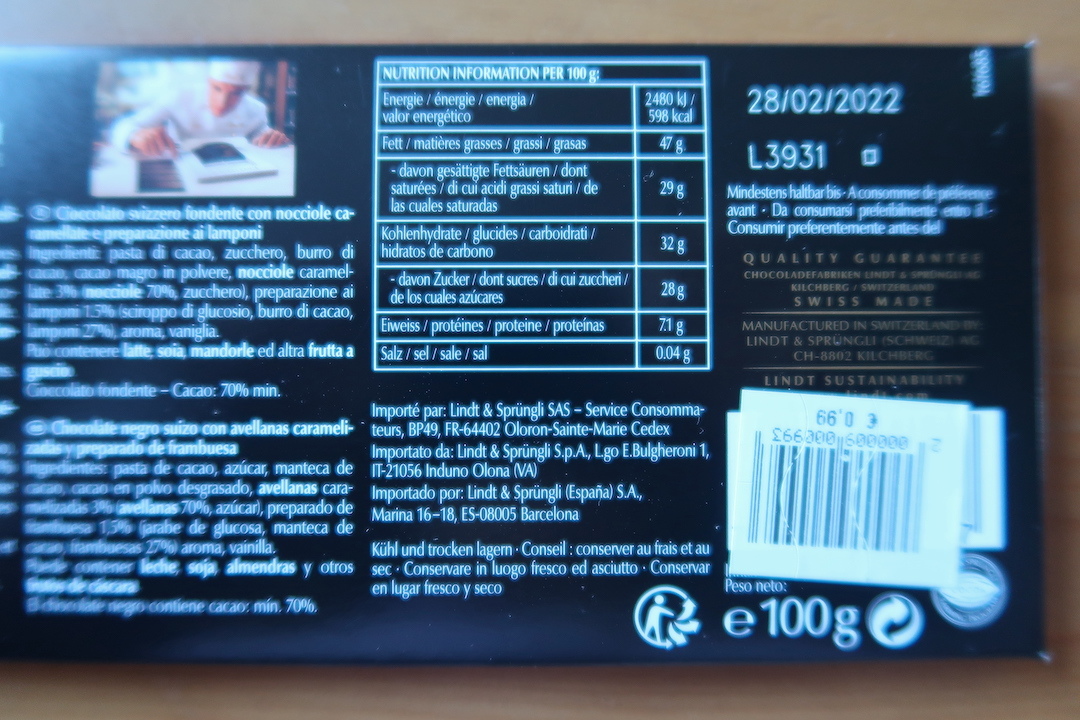 Cioccolato svizzero fondente con nocciole ca-
ramellate e preparazione ai lamponi
Ingredienti: pasta di cacao, zucchero, burro di
cacao, cacao magro in polvere, nocciole caramel-
late 3% (nocciole 70%, zucchero), preparazione ai
lamponi 1.5% (sciroppo di glucosio, burro di cacao,
lamponi 27%), aroma, vaniglia.
Può contenere latte, soia, mandorle ed altra frutta a
guscio.
Cioccolato fondente – Cacao: 70% min.
Chocolate negro suizo con avellanas carameli-
zadas y preparado de frambuesa
Ingredientes: pasta de cacao, azúcar, manteca de
cacao, cacao en polvo desgrasado, avellanas cara-
melizadas 3% (avellanas 70%, azúcar), preparado de
frambuesa 1,5% (jarabe de glucosa, manteca de
cacao, frambuesas 27%) aroma, vainilla.
Puede contener leche, soja, almendras y otros
frutos de cáscara.
El chocolate negro contiene cacao: mín. 70%.
NUTRITION INFORMATION PER 100 g:
Energie / énergie / energia / 2480 kJ /
valor energético 598 kcal
Fett / matières grasses / grassi / grasas 47 g
- davon gesättigte Fettsäuren / dont
saturées / di cui acidi grassi saturi / de 29 g
las cuales saturadas
Kohlenhydrate / glucides / carboidrati / 32 g
hidratos de carbono
- davon Zucker / dont sucres / di cui zuccheri / 28 g
de los cuales azúcares
Eiweiss / protéines / proteine / proteínas 7.1 g
Salz / sel / sale / sal 0.04 g
Importé par: Lindt & Sprüngli SAS – Service Consomma-
teurs, BP49, FR-64402 Oloron-Sainte-Marie Cedex
Importato da: Lindt & Sprüngli S.p.A., L.go E.Bulgheroni 1,
IT-21056 Induno Olona (VA)
Importado por: Lindt & Sprüngli (España) S.A.,
Marina 16–18, ES-08005 Barcelona
Kühl und trocken lagern · Conseil : conserver au frais et au
sec · Conservare in luogo fresco ed asciutto · Conservar
en lugar fresco y seco
28/02/2022
L3931
Mindestens haltbar bis · A consommer de préférence
avant · Da consumarsi preferibilmente entro il ·
Consumir preferentemente antes del
QUALITY GUARANTEE
CHOCOLADEFABRIKEN LINDT & SPRÜNGLI AG
KILCHBERG / SWITZERLAND
SWISS MADE
MANUFACTURED IN SWITZERLAND BY:
LINDT & SPRÜNGLI (SCHWEIZ) AG
CH-8802 KILCHBERG
LINDT SUSTAINABILITY
€ 0,99
2 000009 000993
Peso neto:
e 100g